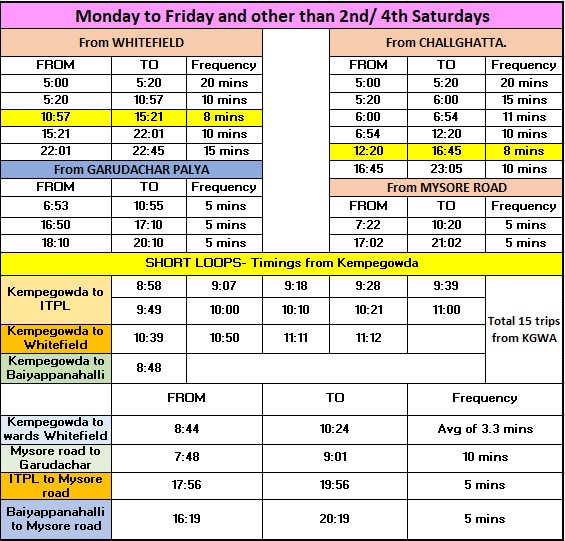 Monday to Friday and other than 2nd/ 4th Saturdays
From WHITEFIELD
FROM TO Frequency
5:00 5:20 20 mins
5:20 10:57 10 mins
10:57 15:21 8 mins
15:21 22:01 10 mins
22:01 22:45 15 mins
From GARUDACHAR PALYA
FROM TO Frequency
6:53 10:55 5 mins
16:50 17:10 5 mins
18:10 20:10 5 mins
From CHALLGHATTA.
FROM TO Frequency
5:00 5:20 20 mins
5:20 6:00 15 mins
6:00 6:54 11 mins
6:54 12:20 10 mins
12:20 16:45 8 mins
16:45 23:05 10 mins
From MYSORE ROAD
FROM TO Frequency
7:22 10:20 5 mins
17:02 21:02 5 mins
SHORT LOOPS- Timings from Kempegowda
Kempegowda to
ITPL
8:58 9:07 9:18 9:28 9:39
9:49 10:00 10:10 10:21 11:00
Kempegowda to
Whitefield
10:39 10:50 11:11 11:12
Kempegowda to
Baiyappanahalli
8:48
Total 15 trips
from KGWA
FROM TO Frequency
Kempegowda to
wards Whitefield
8:44 10:24 Avg of 3.3 mins
Mysore road to
Garudachar
7:48 9:01 10 mins
ITPL to Mysore
road
17:56 19:56 5 mins
Baiyappanahalli
to Mysore road
16:19 20:19 5 mins